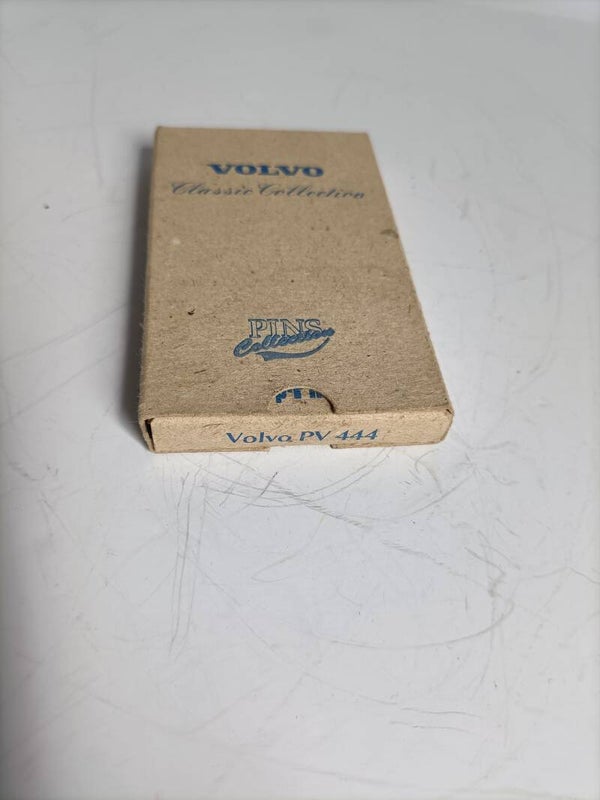 VOLVO
Classic Collection
PINS
Collection
Volvo PV 444